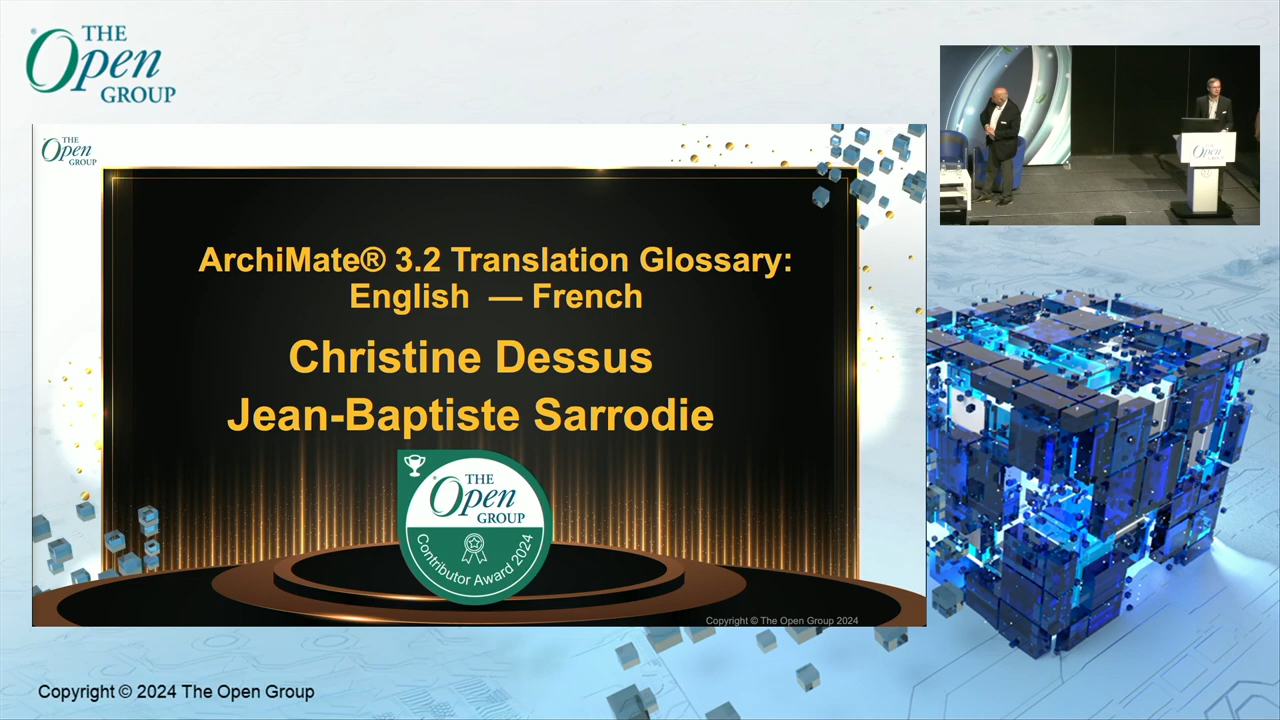 THE
Open
GROUP
THE
Open
GROUP
ArchiMate® 3.2 Translation Glossary:
English — French
Christine Dessus
Jean-Baptiste Sarrodie
THE
Open
GROUP
Contributor Award 2024
Copyright © The Open Group 2024
Open
Copyright © 2024 The Open Group